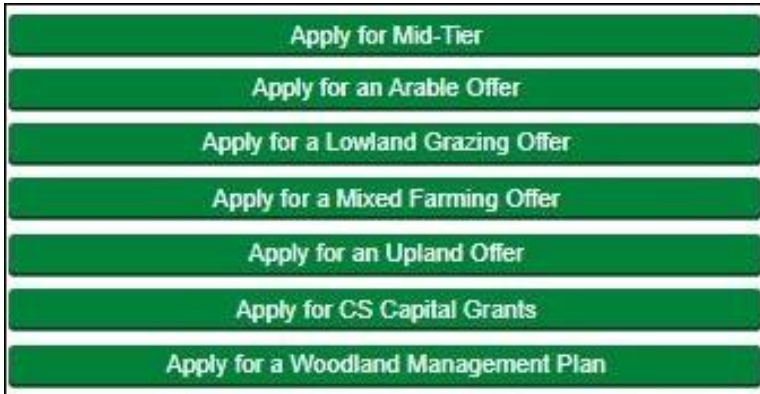 Apply for Mid-Tier
Apply for an Arable Offer
Apply for a Lowland Grazing Offer
Apply for a Mixed Farming Offer
Apply for an Upland Offer
Apply for CS Capital Grants
Apply for a Woodland Management Plan